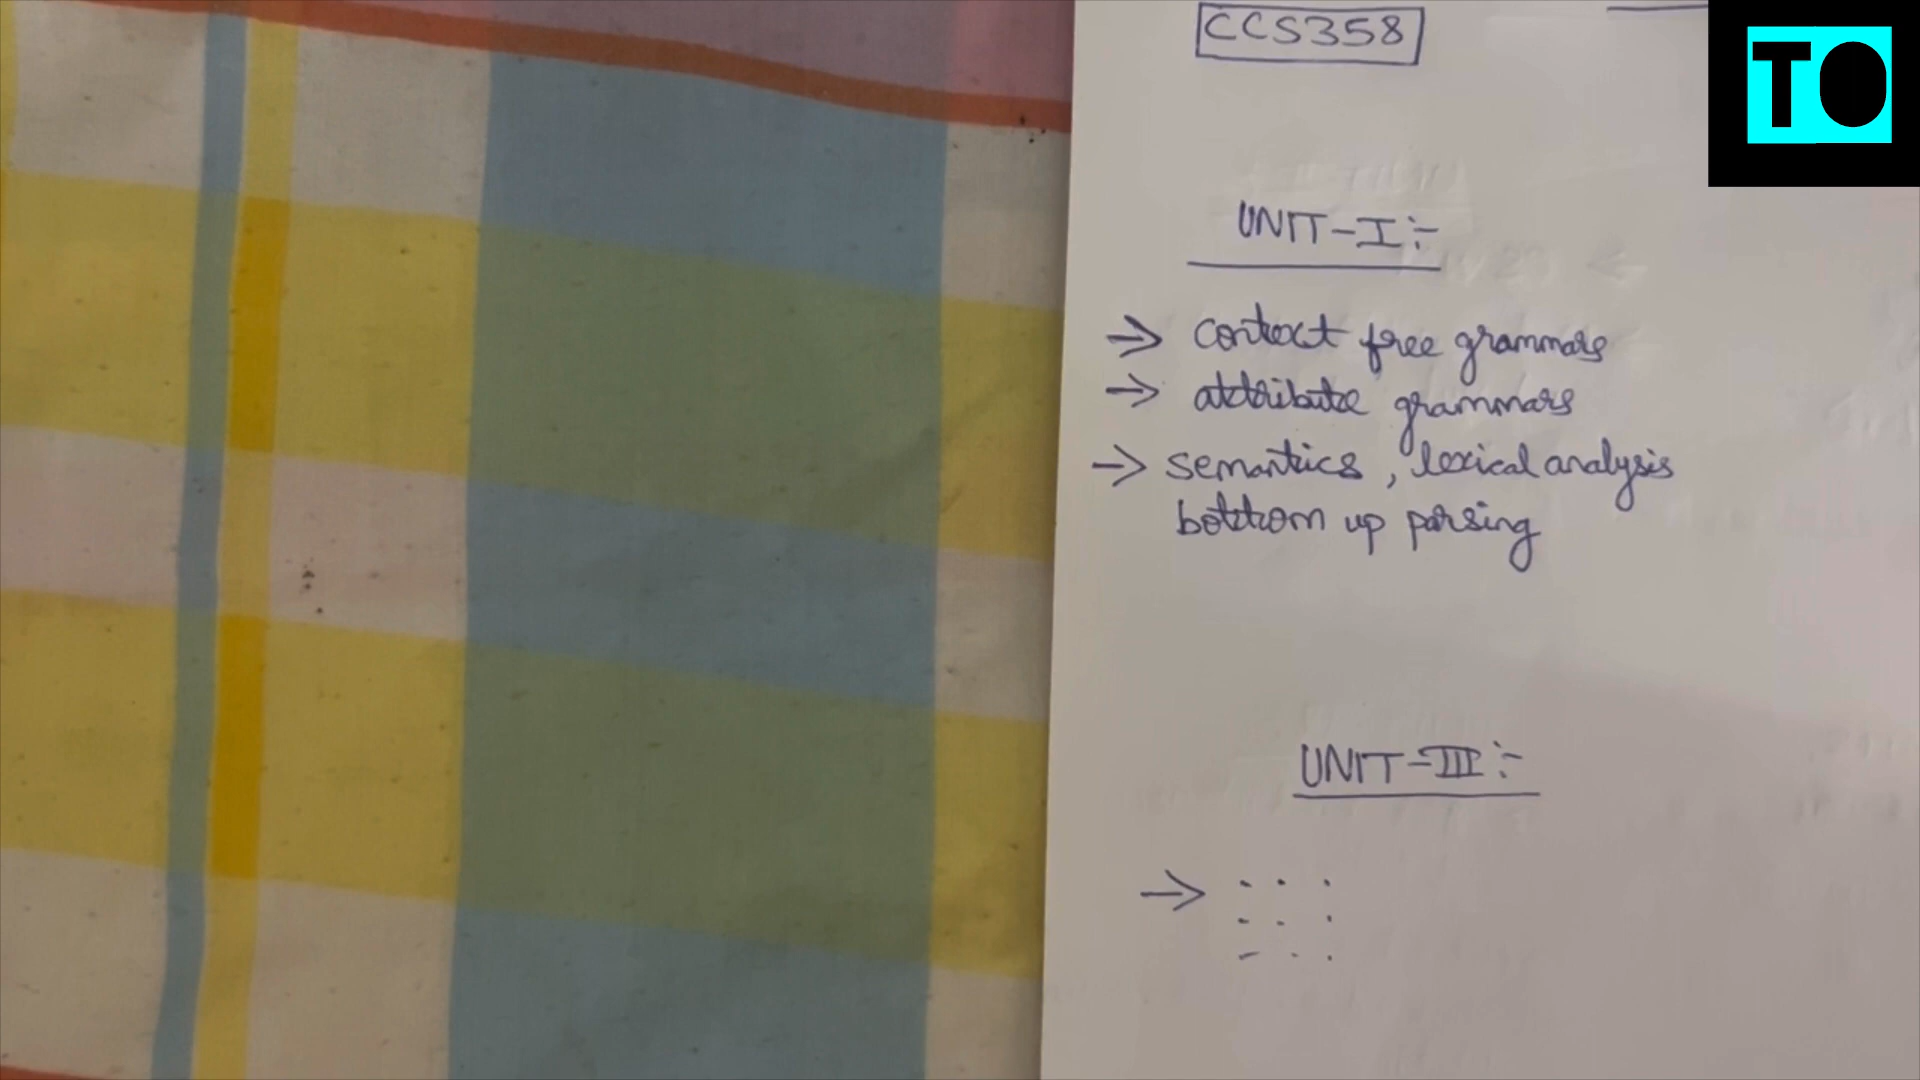 CCS358
TO
UNIT-I :-
→ context free grammars
→ attribute grammars
→ semantics, lexical analysis
bottom up parsing
UNIT-III :-
→